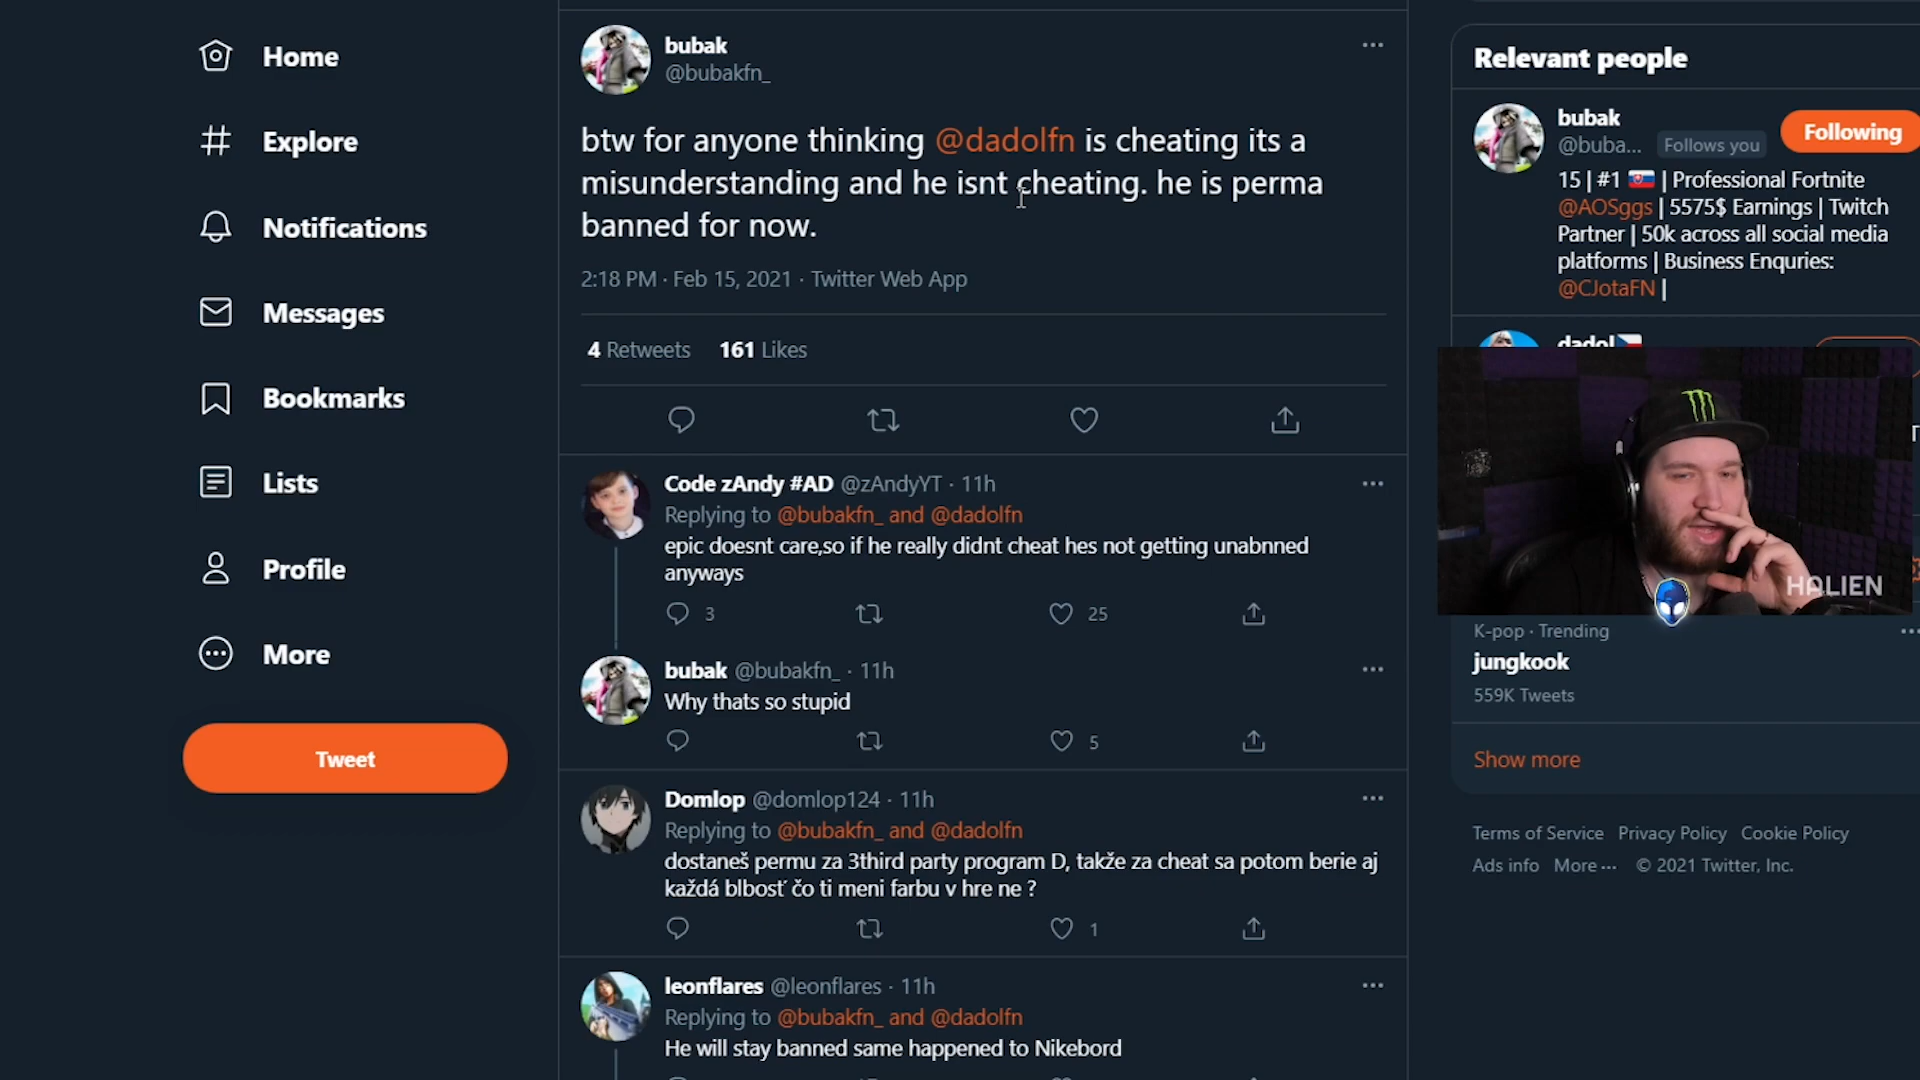 Home
Explore
Notifications
Messages
Bookmarks
Lists
Profile
More
Tweet
bubak
@bubakfn_
btw for anyone thinking @dadolfn is cheating its a
misunderstanding and he isnt cheating. he is perma
banned for now.
2:18 PM · Feb 15, 2021 · Twitter Web App
4 Retweets 161 Likes
Code zAndy #AD @zAndyYT · 11h
Replying to @bubakfn_ and @dadolfn
epic doesnt care,so if he really didnt cheat hes not getting unabnned
anyways
3 25
bubak @bubakfn_ · 11h
Why thats so stupid
5
Domlop @domlop124 · 11h
Replying to @bubakfn_ and @dadolfn
dostaneš permu za 3third party program D, takže za cheat sa potom berie aj
každá blbosť čo ti meni farbu v hre ne ?
1
leonflares @leonflares · 11h
Replying to @bubakfn_ and @dadolfn
He will stay banned same happened to Nikebord
Relevant people
bubak
@buba... Follows you
Following
15 | #1 | Professional Fortnite
@AOSggs | 5575$ Earnings | Twitch
Partner | 50k across all social media
platforms | Business Enquries:
@CJotaFN |
dadol
HALIEN
K-pop · Trending
jungkook
559K Tweets
Show more
Terms of Service Privacy Policy Cookie Policy
Ads info More ··· © 2021 Twitter, Inc.